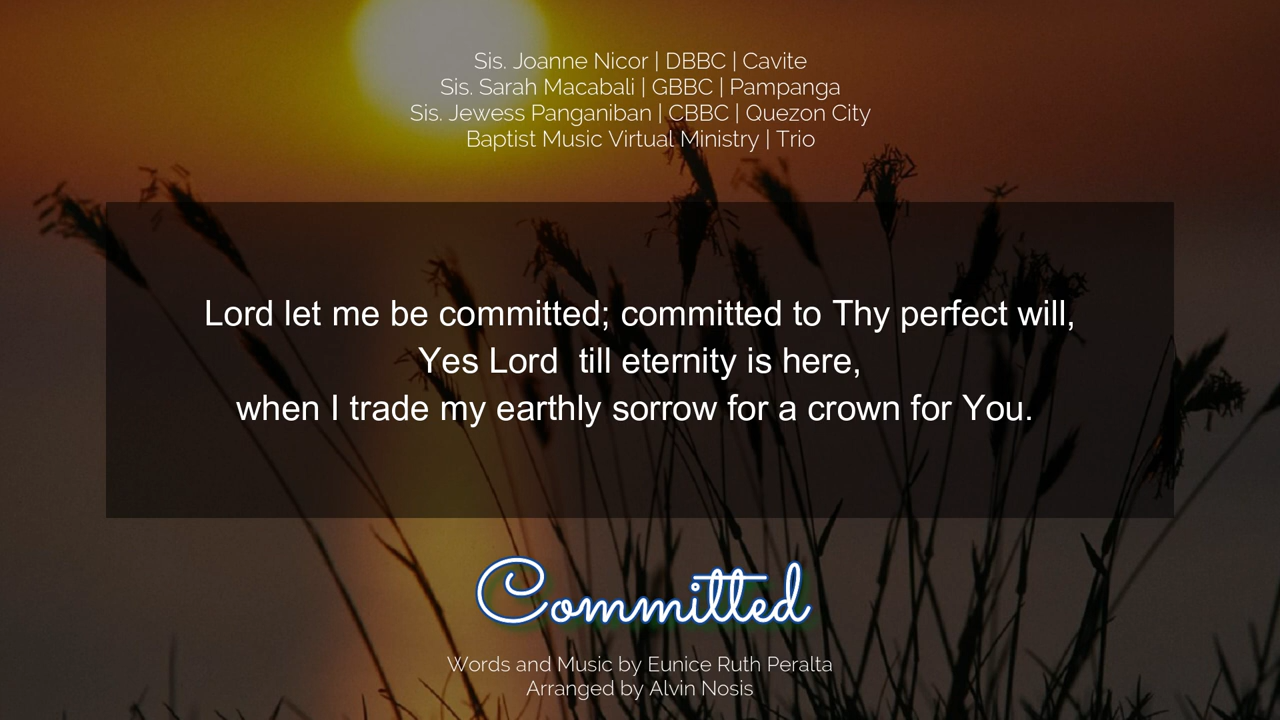 Sis. Joanne Nicor | DBBC | Cavite
Sis. Sarah Macabali | GBBC | Pampanga
Sis. Jewess Panganiban | CBBC | Quezon City
Baptist Music Virtual Ministry | Trio
Lord let me be committed; committed to Thy perfect will,
Yes Lord  till eternity is here,
when I trade my earthly sorrow for a crown for You.
Committed
Words and Music by Eunice Ruth Peralta
Arranged by Alvin Nosis